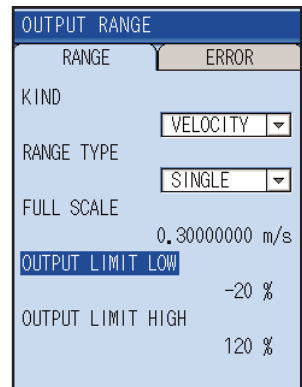 OUTPUT RANGE
RANGE ERROR
KIND
VELOCITY
RANGE TYPE
SINGLE
FULL SCALE
0.30000000 m/s
OUTPUT LIMIT LOW
-20 %
OUTPUT LIMIT HIGH
120 %